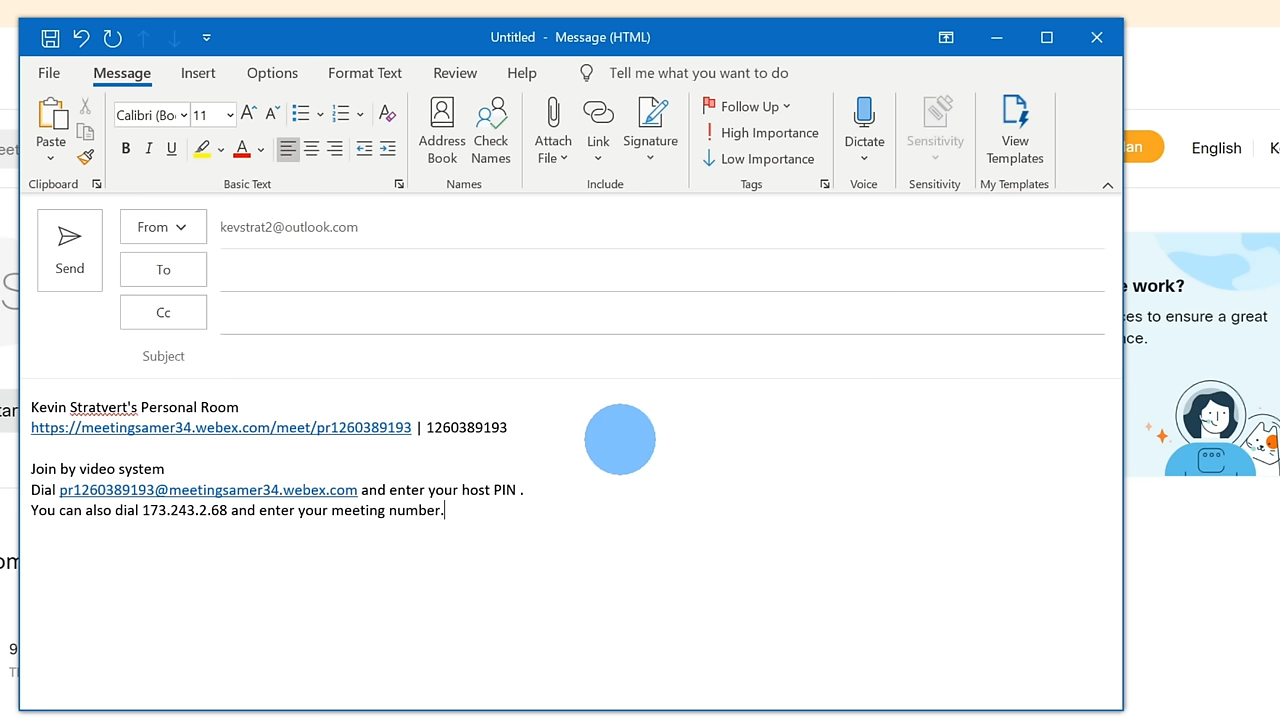 Untitled - Message (HTML)
File Message Insert Options Format Text Review Help Tell me what you want to do
Paste
Clipboard
Calibri (Bo 11
B I U A
Basic Text
Address Book
Check Names
Names
Attach File
Link
Signature
Include
Follow Up
High Importance
Low Importance
Tags
Dictate
Voice
Sensitivity
Sensitivity
View Templates
My Templates
English
Send
From kevstrat2@outlook.com
To
Cc
Subject
Kevin Stratvert's Personal Room
https://meetingsamer34.webex.com/meet/pr1260389193 | 1260389193
Join by video system
Dial pr1260389193@meetingsamer34.webex.com and enter your host PIN .
You can also dial 173.243.2.68 and enter your meeting number.
work?
to ensure a great